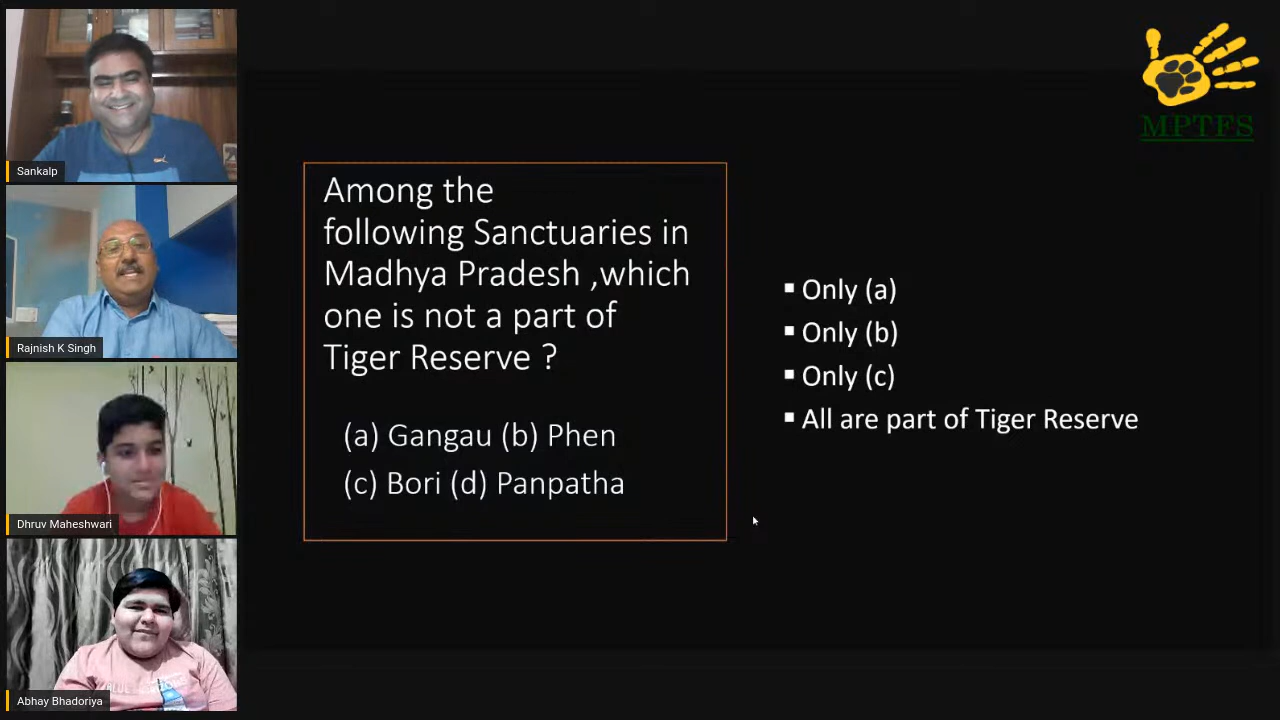 Sankalp
Rajnish K Singh
Dhruv Maheshwari
Abhay Bhadoriya
Among the
following Sanctuaries in
Madhya Pradesh ,which
one is not a part of
Tiger Reserve ?
(a) Gangau (b) Phen
(c) Bori (d) Panpatha
▪ Only (a)
▪ Only (b)
▪ Only (c)
▪ All are part of Tiger Reserve
MPTFS